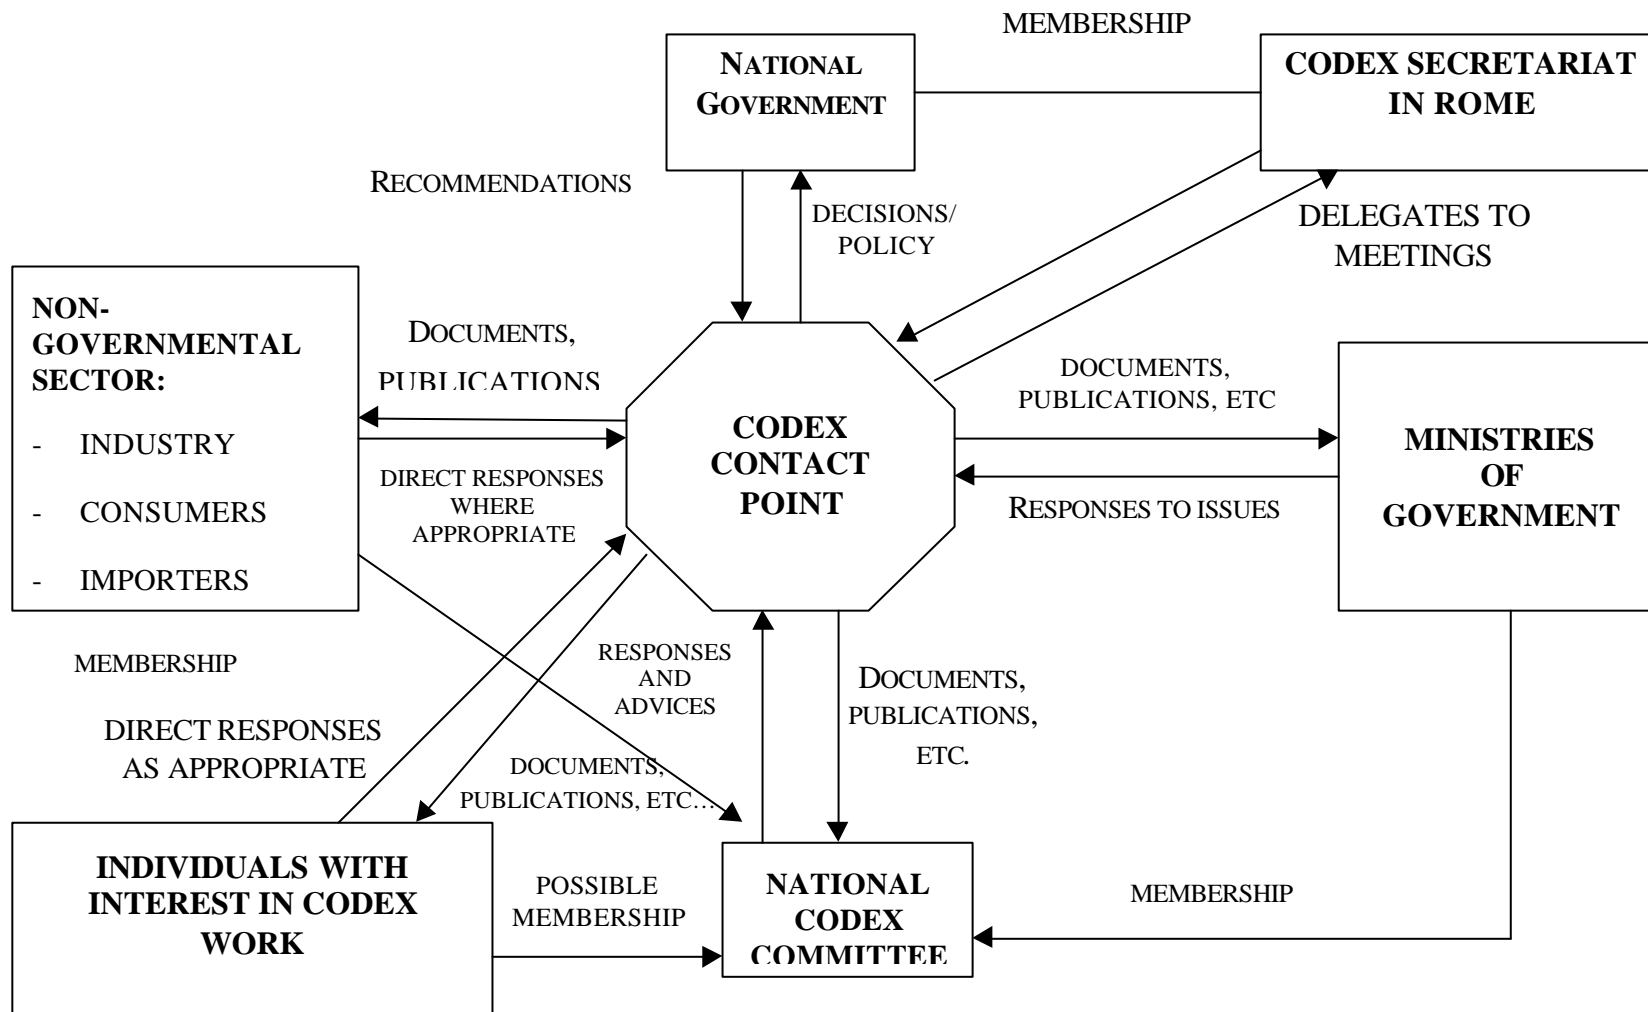 MEMBERSHIP
NATIONAL
GOVERNMENT
CODEX SECRETARIAT
IN ROME
RECOMMENDATIONS
DECISIONS/
POLICY
DELEGATES TO
MEETINGS
NON-
GOVERNMENTAL
SECTOR:
- INDUSTRY
- CONSUMERS
- IMPORTERS
DOCUMENTS,
PUBLICATIONS
DIRECT RESPONSES
WHERE
APPROPRIATE
CODEX
CONTACT
POINT
DOCUMENTS,
PUBLICATIONS, ETC
RESPONSES TO ISSUES
MINISTRIES
OF
GOVERNMENT
MEMBERSHIP
DIRECT RESPONSES
AS APPROPRIATE
RESPONSES
AND
ADVICES
DOCUMENTS,
PUBLICATIONS,
ETC.
DOCUMENTS,
PUBLICATIONS, ETC...
INDIVIDUALS WITH
INTEREST IN CODEX
WORK
POSSIBLE
MEMBERSHIP
NATIONAL
CODEX
COMMITTEE
MEMBERSHIP